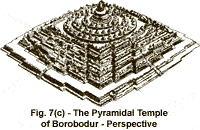 Fig. 7(c) - The Pyramidal Temple
of Borobodur - Perspective